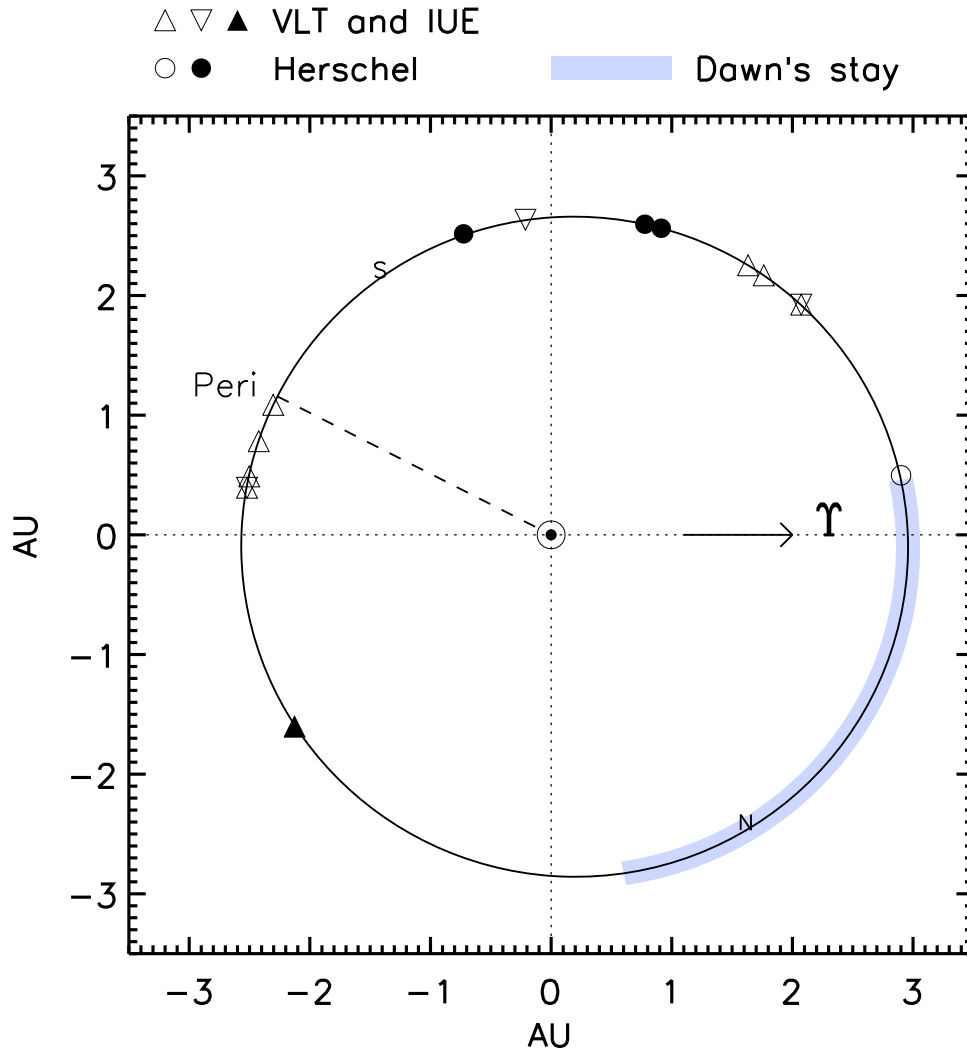 △ ▽ ▲ VLT and IUE
○ ● Herschel
Dawn's stay
3
2
1
0
−1
−2
−3
AU
S
Peri
♈
N
−3 −2 −1 0 1 2 3
AU